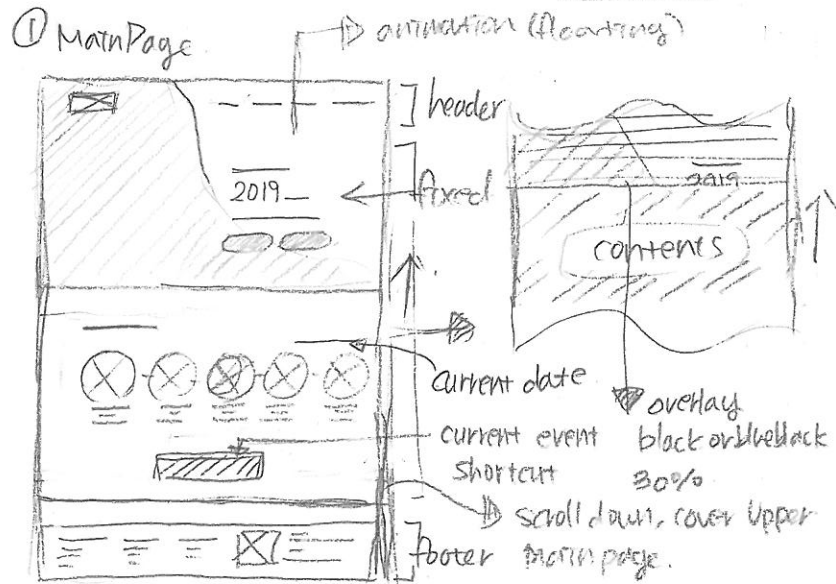 ① MainPage
animation (floating)
header
2019
fixed
2019
contents
current date
overlay
current event
black or blueblack
shortcut
30%
scroll down, cover Upper
footer
Main page.